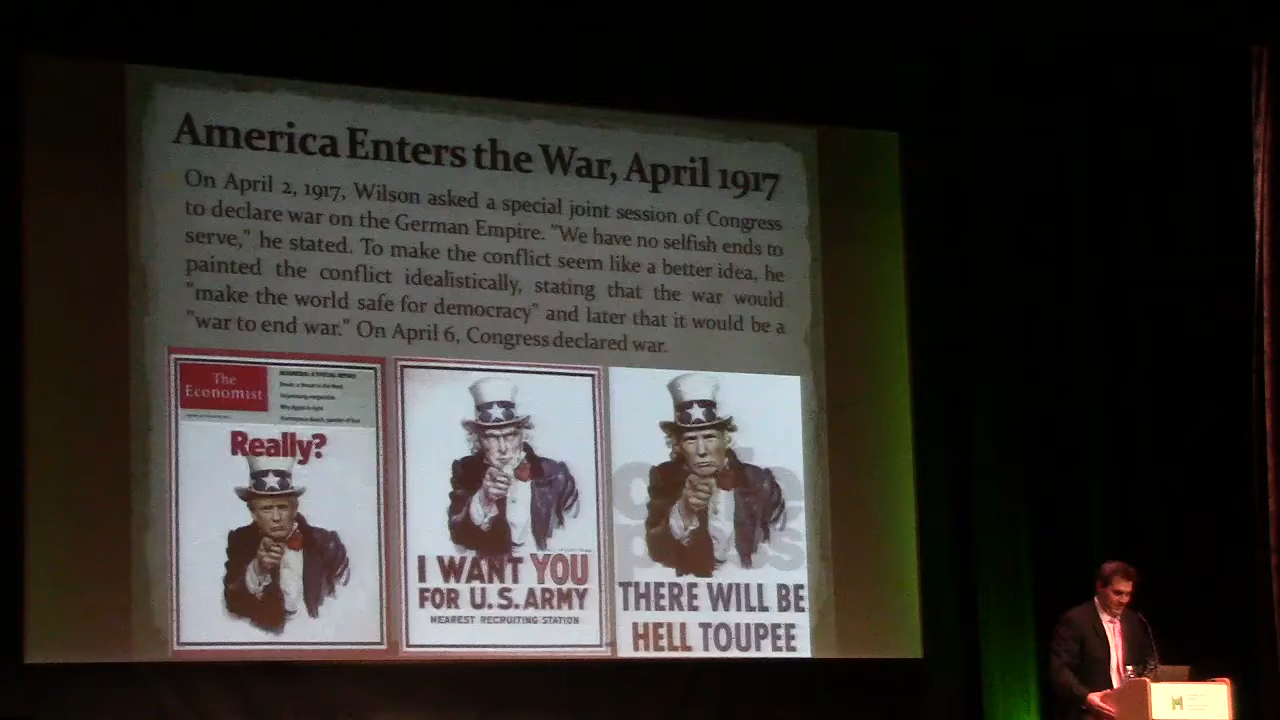 America Enters the War, April 1917
On April 2, 1917, Wilson asked a special joint session of Congress
to declare war on the German Empire. "We have no selfish ends to
serve," he stated. To make the conflict seem like a better idea, he
painted the conflict idealistically, stating that the war would
"make the world safe for democracy" and later that it would be a
"war to end war." On April 6, Congress declared war.
The
Economist
Really?
I WANT YOU
FOR U.S. ARMY
NEAREST RECRUITING STATION
THERE WILL BE
HELL TOUPEE